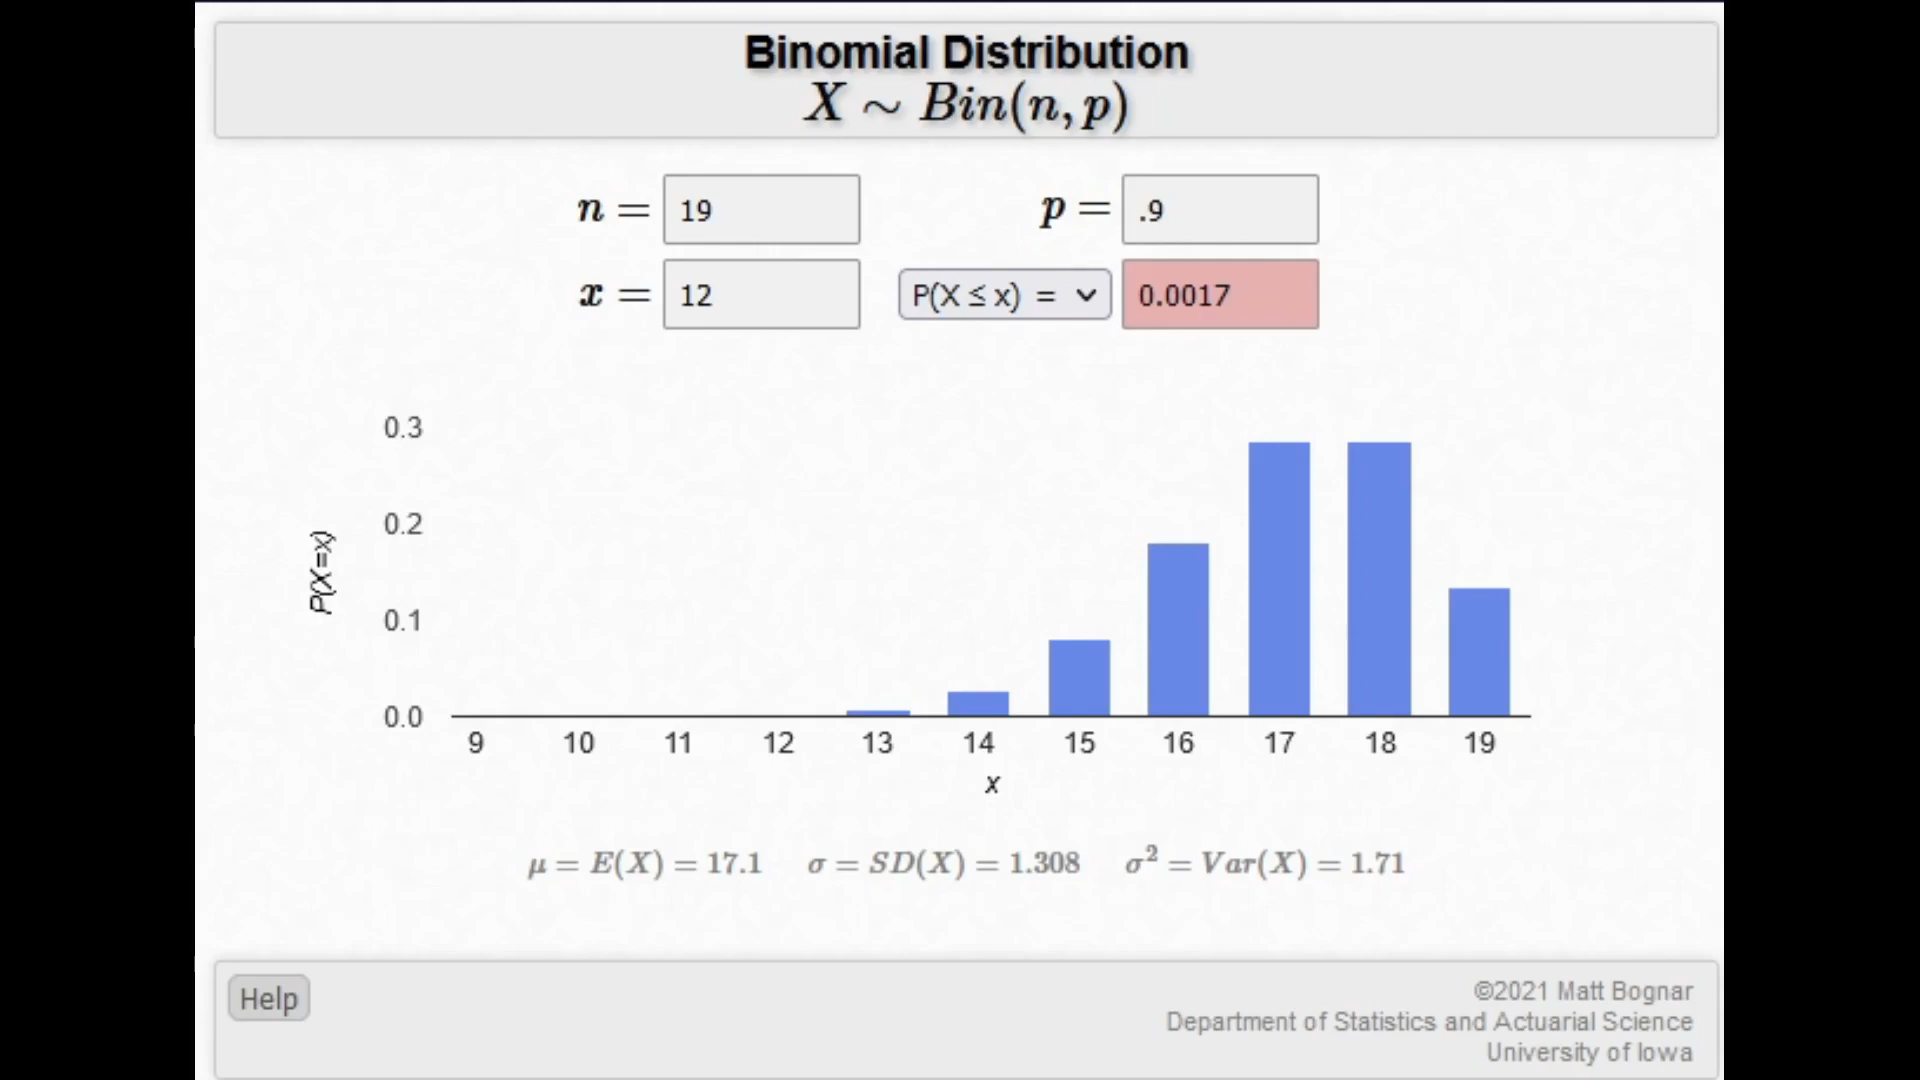 Binomial Distribution
X ∼ Bin(n, p)
n = 19 p = .9
x = 12 P(X ≤ x) = 0.0017
0.3
0.2
0.1
0.0
P(X=x)
9 10 11 12 13 14 15 16 17 18 19
x
μ = E(X) = 17.1 σ = SD(X) = 1.308 σ² = Var(X) = 1.71
Help
©2021 Matt Bognar
Department of Statistics and Actuarial Science
University of Iowa